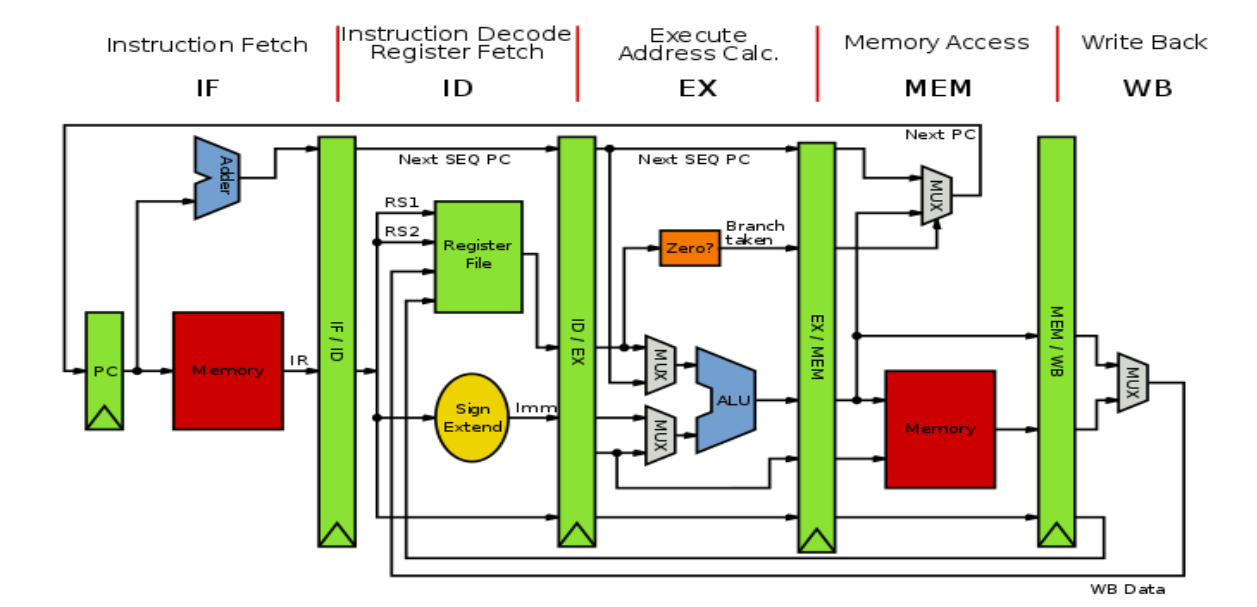 Instruction Fetch
IF
Instruction Decode
Register Fetch
ID
Execute
Address Calc.
EX
Memory Access
MEM
Write Back
WB
Next PC
Adder
Next SEQ PC
Next SEQ PC
MUX
RS1
RS2
Register
File
Zero?
Branch
taken
PC
Memory
IR
IF / ID
ID / EX
EX / MEM
MEM / WB
MUX
MUX
ALU
MUX
Sign
Extend
Imm
Memory
WB Data